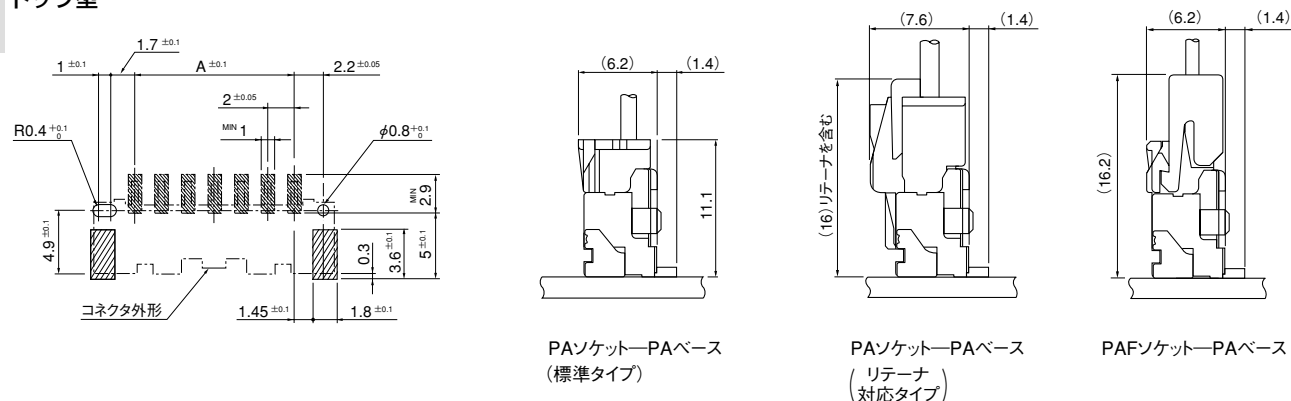 トップ型
1.7 ±0.1
1 ±0.1
A ±0.1
2.2 ±0.05
2 ±0.05
MIN 1
R0.4 +0.1 0
φ0.8 +0.1 0
MIN 2.9
4.9 ±0.1
0.3
3.6 ±0.1
5 ±0.1
コネクタ外形
1.45 ±0.1
1.8 ±0.1
(6.2)
(1.4)
11.1
PAソケット―PAベース
(標準タイプ)
(7.6)
(1.4)
(16)リテーナを含む
PAソケット―PAベース
(リテーナ
対応タイプ)
(6.2)
(1.4)
(16.2)
PAFソケット―PAベース